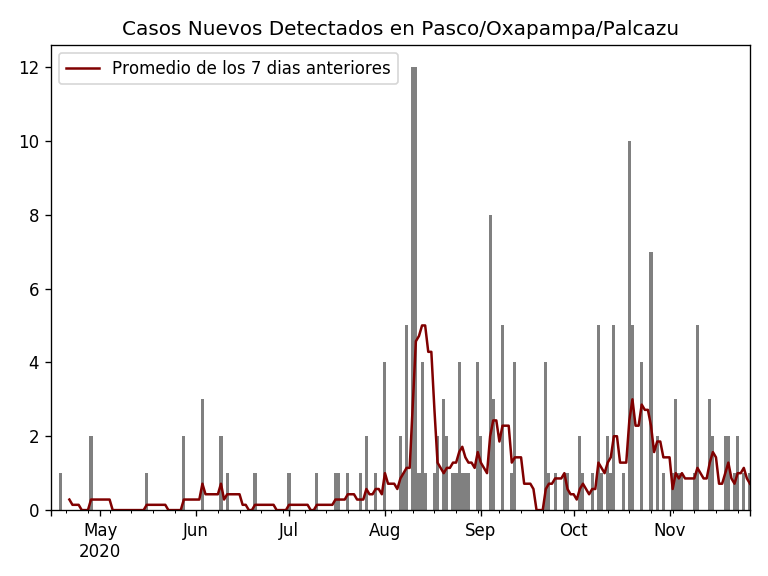 Casos Nuevos Detectados en Pasco/Oxapampa/Palcazu
Promedio de los 7 dias anteriores
12
10
8
6
4
2
0
May Jun Jul Aug Sep Oct Nov
2020